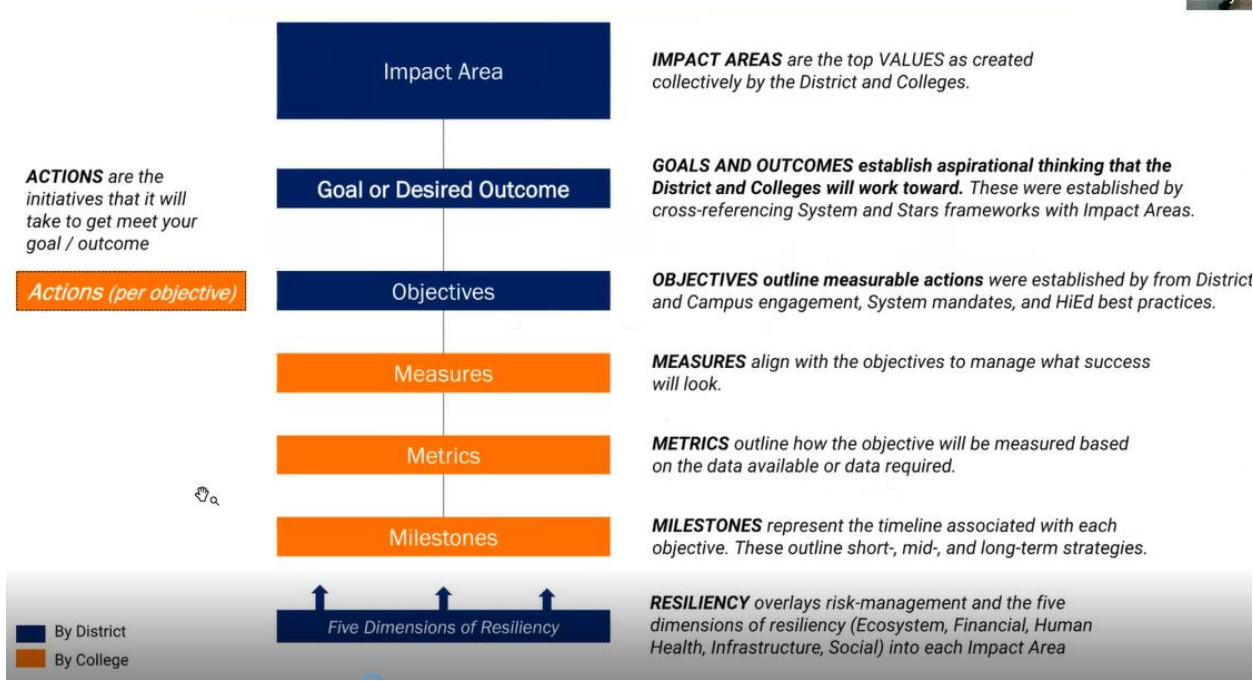 Impact Area
IMPACT AREAS are the top VALUES as created
collectively by the District and Colleges.
ACTIONS are the
initiatives that it will
take to get meet your
goal / outcome
Goal or Desired Outcome
GOALS AND OUTCOMES establish aspirational thinking that the
District and Colleges will work toward. These were established by
cross-referencing System and Stars frameworks with Impact Areas.
Actions (per objective)
Objectives
OBJECTIVES outline measurable actions were established by from District
and Campus engagement, System mandates, and HiEd best practices.
Measures
MEASURES align with the objectives to manage what success
will look.
Metrics
METRICS outline how the objective will be measured based
on the data available or data required.
Milestones
MILESTONES represent the timeline associated with each
objective. These outline short-, mid-, and long-term strategies.
Five Dimensions of Resiliency
RESILIENCY overlays risk-management and the five
dimensions of resiliency (Ecosystem, Financial, Human
Health, Infrastructure, Social) into each Impact Area
By District
By College